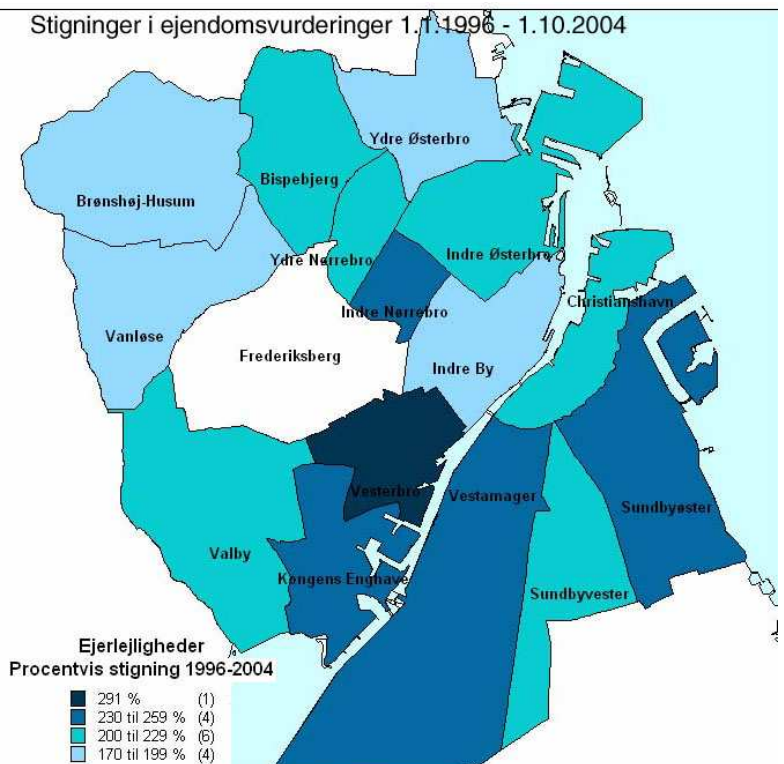 Stigninger i ejendomsvurderinger 1.1.1996 - 1.10.2004
Ydre Østerbro
Bispebjerg
Brønshøj-Husum
Indre Østerbro
Ydre Nørrebro
Christianshavn
Indre Nørrebro
Vanløse
Frederiksberg
Indre By
Vesterbro
Vestamager
Sundbyøster
Valby
Kongens Enghave
Sundbyvester
Ejerlejligheder
Procentvis stigning 1996-2004
291 % (1)
230 til 259 % (4)
200 til 229 % (6)
170 til 199 % (4)